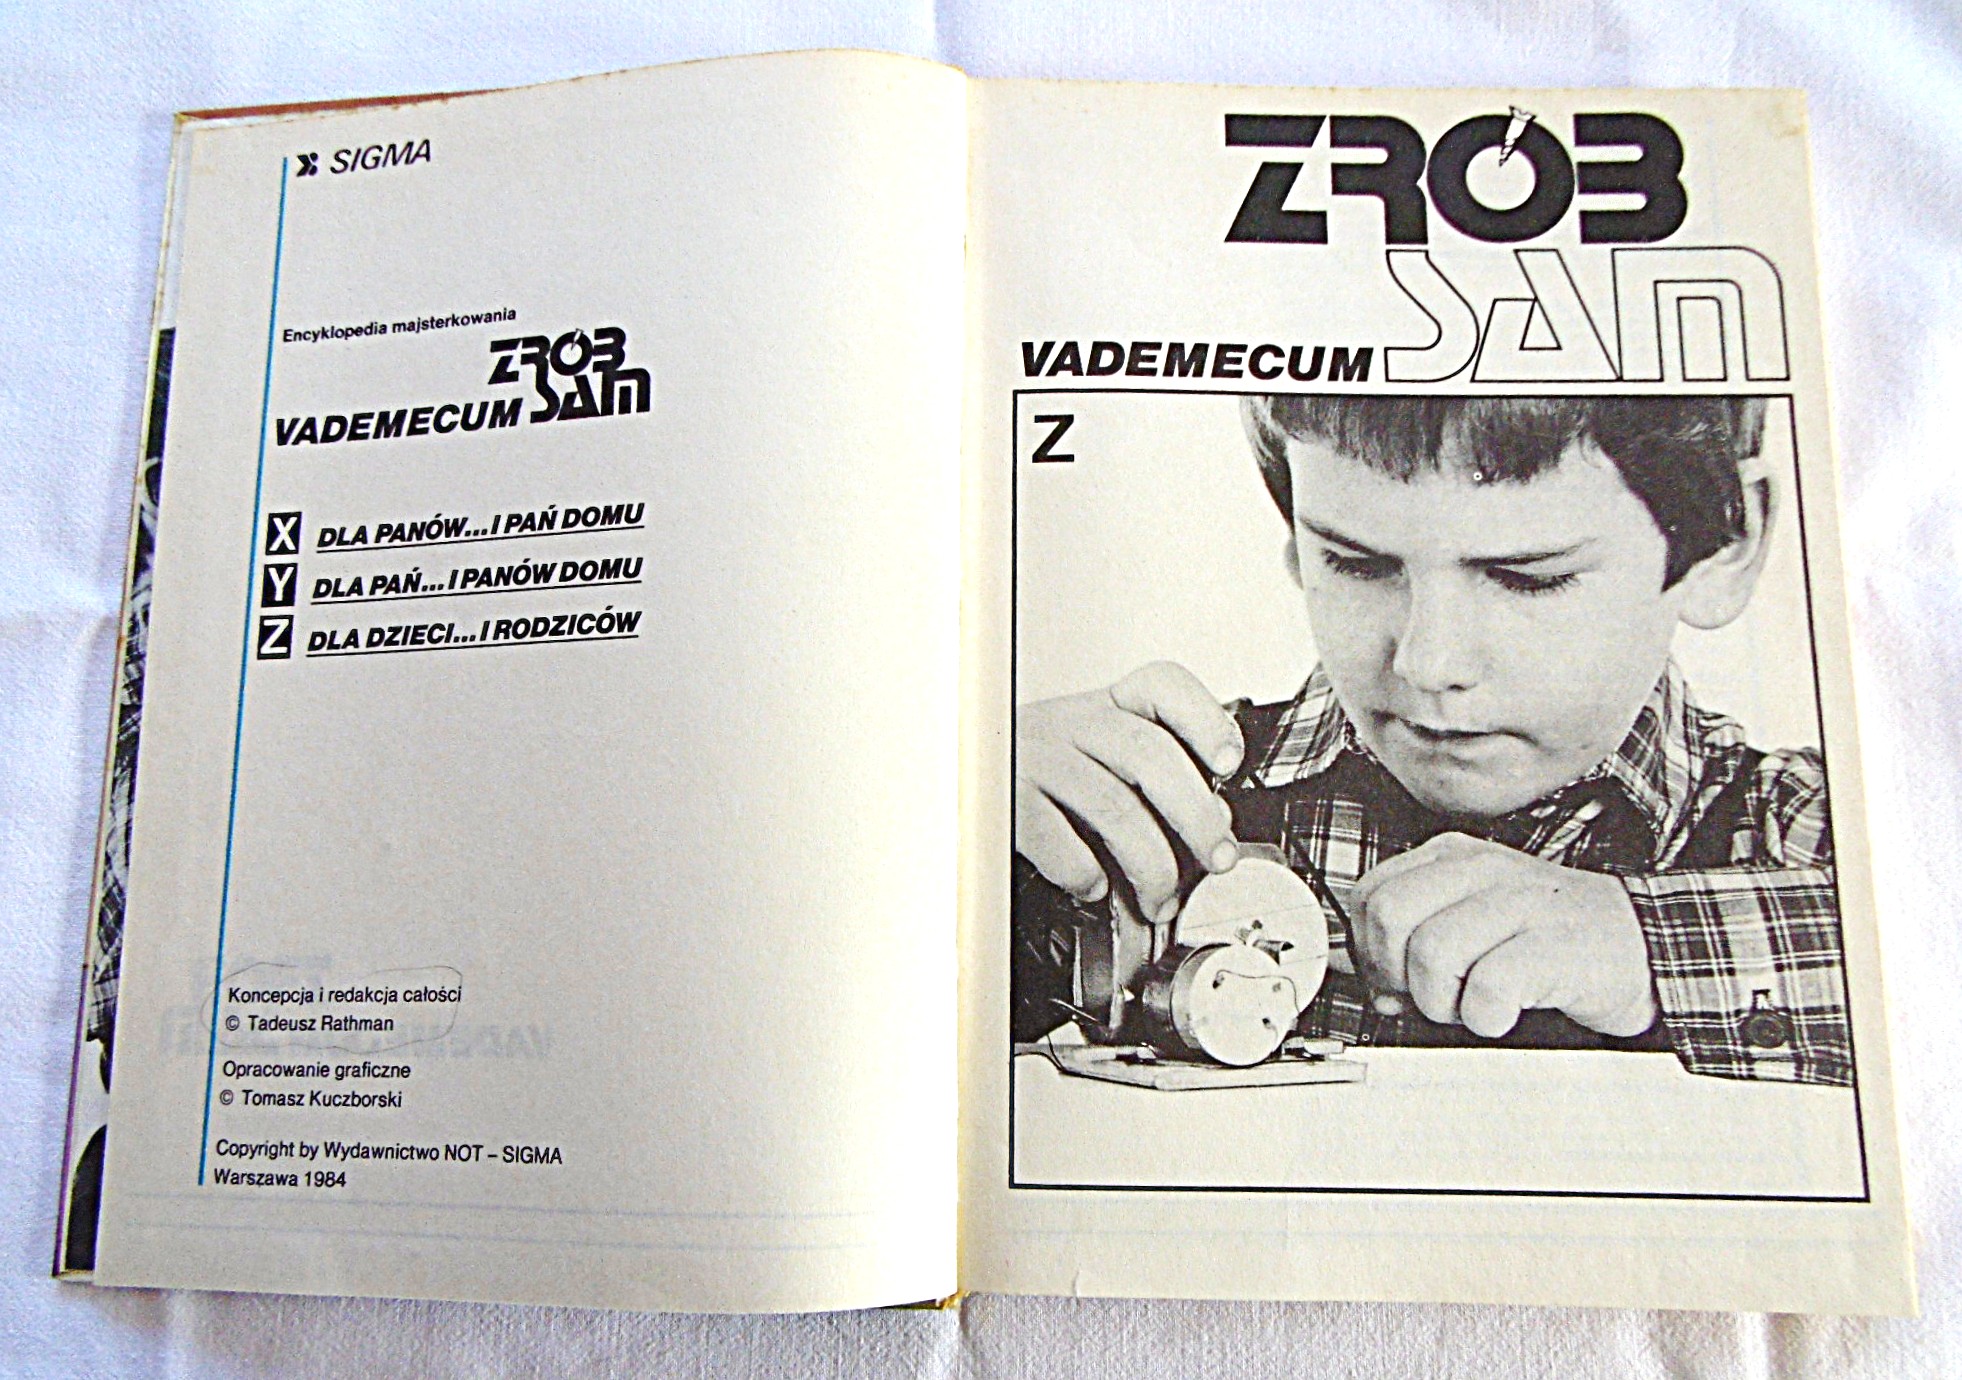 SIGMA
Encyklopedia majsterkowania
ZRÓB
VADEMECUM SAM
X DLA PANÓW...I PAŃ DOMU
Y DLA PAŃ...I PANÓW DOMU
Z DLA DZIECI...I RODZICÓW
Koncepcja i redakcja całości
© Tadeusz Rathman
Opracowanie graficzne
© Tomasz Kuczborski
Copyright by Wydawnictwo NOT – SIGMA
Warszawa 1984
ZRÓB
SAM
VADEMECUM
Z